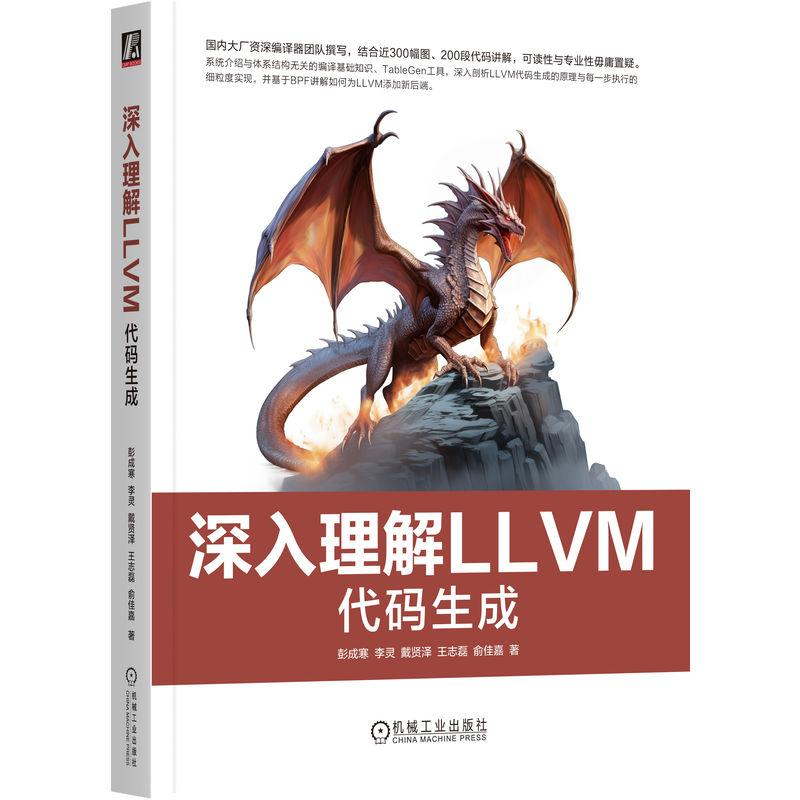 国内大厂资深编译器团队撰写，结合近300幅图、200段代码讲解，可读性与专业性毋庸置疑。
系统介绍与体系结构无关的编译基础知识、TableGen工具，深入剖析LLVM代码生成的原理与每一步执行的
细粒度实现，并基于BPF讲解如何为LLVM添加新后端。
深入理解LLVM
代码生成
彭成寒 李灵 戴贤泽 王志磊 俞佳嘉 著
机械工业出版社
CHINA MACHINE PRESS
CMP BOOKS
深入理解LLVM
代码生成
彭成寒 李灵 戴贤泽 王志磊 俞佳嘉 著
机械工业出版社
CHINA MACHINE PRESS